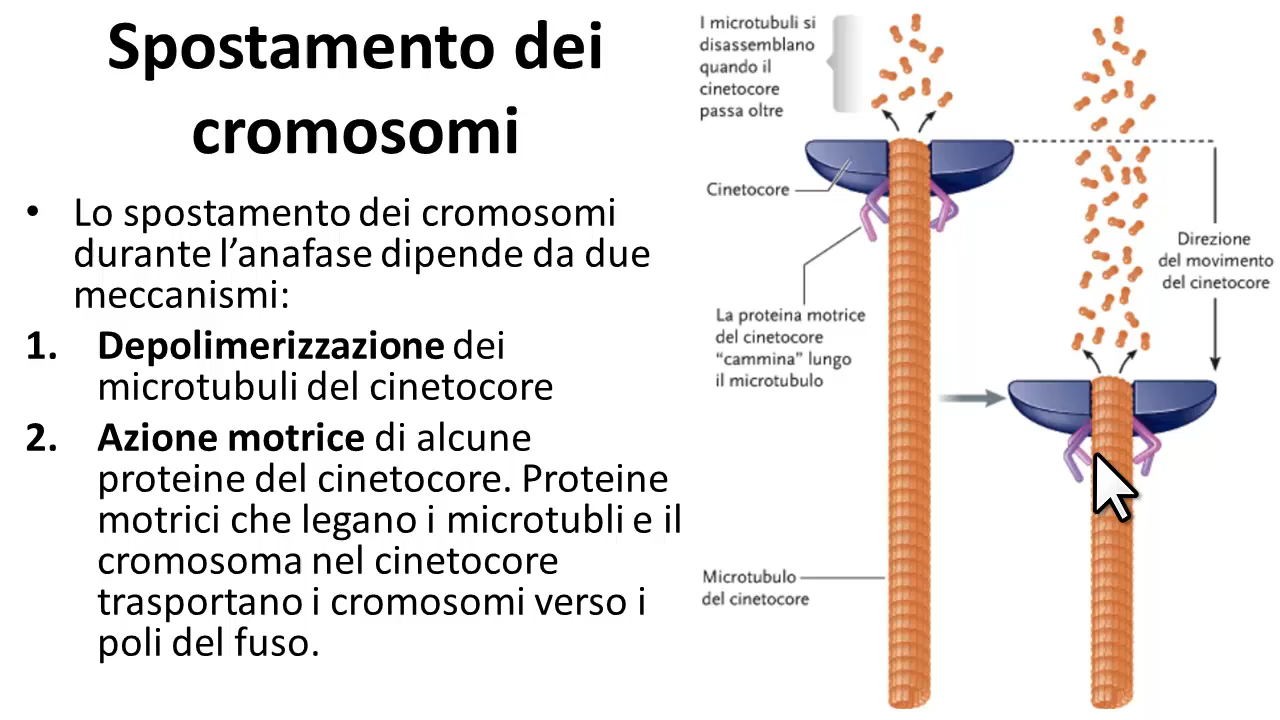 Spostamento dei
cromosomi
• Lo spostamento dei cromosomi
durante l'anafase dipende da due
meccanismi:
1. Depolimerizzazione dei
microtubuli del cinetocore
2. Azione motrice di alcune
proteine del cinetocore. Proteine
motrici che legano i microtubli e il
cromosoma nel cinetocore
trasportano i cromosomi verso i
poli del fuso.
I microtubuli si
disassemblano
quando il
cinetocore
passa oltre
Cinetocore
La proteina motrice
del cinetocore
"cammina" lungo
il microtubulo
Microtubulo
del cinetocore
Direzione
del movimento
del cinetocore